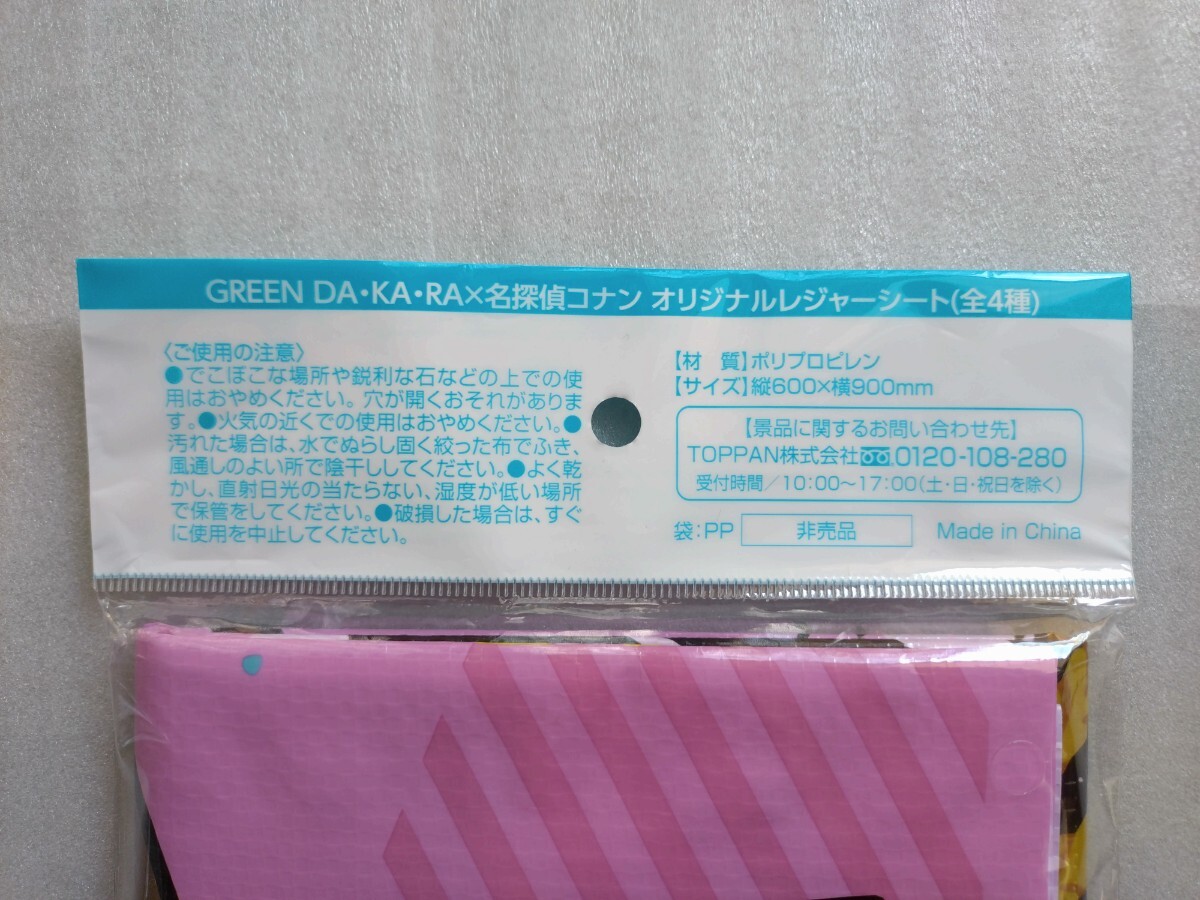 GREEN DA・KA・RA×名探偵コナン オリジナルレジャーシート(全4種)
〈ご使用の注意〉
●でこぼこな場所や鋭利な石などの上での使
用はおやめください。穴が開くおそれがありま
す。●火気の近くでの使用はおやめください。●
汚れた場合は、水でぬらし固く絞った布でふき、
風通しのよい所で陰干ししてください。●よく乾
かし、直射日光の当たらない、湿度が低い場所
で保管をしてください。●破損した場合は、すぐ
に使用を中止してください。
【材　質】ポリプロピレン
【サイズ】縦600×横900mm
【景品に関するお問い合わせ先】
TOPPAN株式会社 0120-108-280
受付時間／10:00～17:00(土・日・祝日を除く)
袋:PP 非売品 Made in China